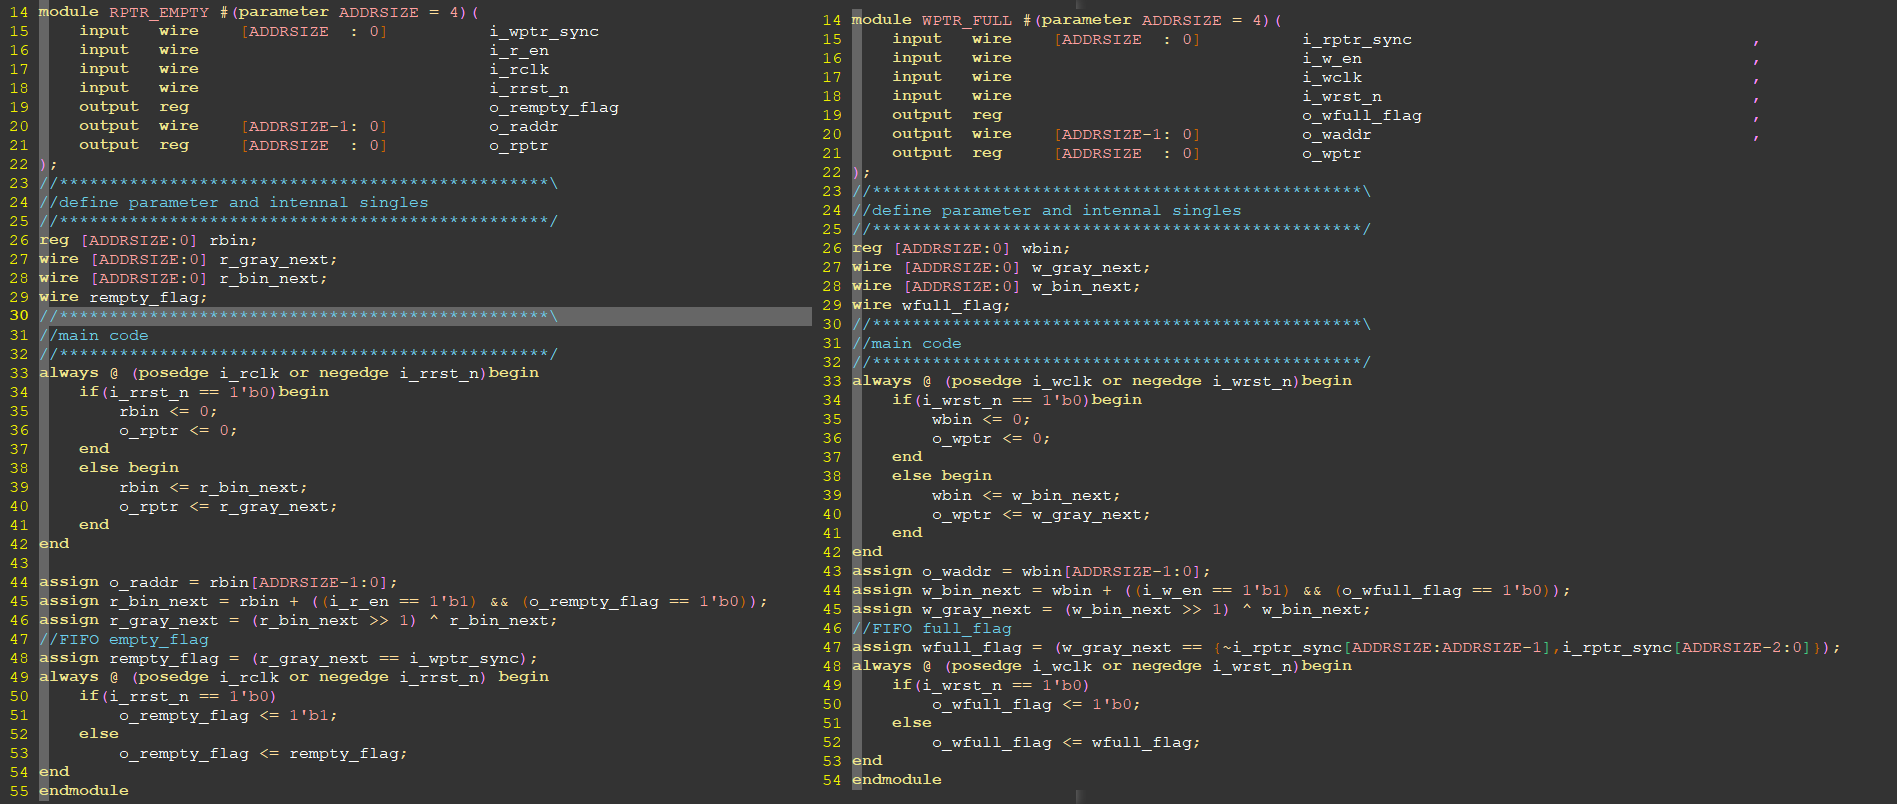 14 module RPTR_EMPTY #(parameter ADDRSIZE = 4)(
15     input   wire    [ADDRSIZE  : 0]          i_wptr_sync
16     input   wire                             i_r_en
17     input   wire                             i_rclk
18     input   wire                             i_rrst_n
19     output  reg                              o_rempty_flag
20     output  wire    [ADDRSIZE-1: 0]          o_raddr
21     output  reg     [ADDRSIZE  : 0]          o_rptr
22 );
23 //*************************************************\
24 //define parameter and intennal singles
25 //*************************************************/
26 reg [ADDRSIZE:0] rbin;
27 wire [ADDRSIZE:0] r_gray_next;
28 wire [ADDRSIZE:0] r_bin_next;
29 wire rempty_flag;
30 //*************************************************\
31 //main code
32 //*************************************************/
33 always @ (posedge i_rclk or negedge i_rrst_n)begin
34     if(i_rrst_n == 1'b0)begin
35         rbin <= 0;
36         o_rptr <= 0;
37     end
38     else begin
39         rbin <= r_bin_next;
40         o_rptr <= r_gray_next;
41     end
42 end
43
44 assign o_raddr = rbin[ADDRSIZE-1:0];
45 assign r_bin_next = rbin + ((i_r_en == 1'b1) && (o_rempty_flag == 1'b0));
46 assign r_gray_next = (r_bin_next >> 1) ^ r_bin_next;
47 //FIFO empty_flag
48 assign rempty_flag = (r_gray_next == i_wptr_sync);
49 always @ (posedge i_rclk or negedge i_rrst_n) begin
50     if(i_rrst_n == 1'b0)
51         o_rempty_flag <= 1'b1;
52     else
53         o_rempty_flag <= rempty_flag;
54 end
55 endmodule
14 module WPTR_FULL #(parameter ADDRSIZE = 4)(
15     input   wire    [ADDRSIZE  : 0]          i_rptr_sync                                  ,
16     input   wire                             i_w_en                                       ,
17     input   wire                             i_wclk                                       ,
18     input   wire                             i_wrst_n                                     ,
19     output  reg                              o_wfull_flag                                 ,
20     output  wire    [ADDRSIZE-1: 0]          o_waddr                                      ,
21     output  reg     [ADDRSIZE  : 0]          o_wptr
22 );
23 //*************************************************\
24 //define parameter and intennal singles
25 //*************************************************/
26 reg [ADDRSIZE:0] wbin;
27 wire [ADDRSIZE:0] w_gray_next;
28 wire [ADDRSIZE:0] w_bin_next;
29 wire wfull_flag;
30 //*************************************************\
31 //main code
32 //*************************************************/
33 always @ (posedge i_wclk or negedge i_wrst_n)begin
34     if(i_wrst_n == 1'b0)begin
35         wbin <= 0;
36         o_wptr <= 0;
37     end
38     else begin
39         wbin <= w_bin_next;
40         o_wptr <= w_gray_next;
41     end
42 end
43 assign o_waddr = wbin[ADDRSIZE-1:0];
44 assign w_bin_next = wbin + ((i_w_en == 1'b1) && (o_wfull_flag == 1'b0));
45 assign w_gray_next = (w_bin_next >> 1) ^ w_bin_next;
46 //FIFO full_flag
47 assign wfull_flag = (w_gray_next == {~i_rptr_sync[ADDRSIZE:ADDRSIZE-1],i_rptr_sync[ADDRSIZE-2:0]});
48 always @ (posedge i_wclk or negedge i_wrst_n)begin
49     if(i_wrst_n == 1'b0)
50         o_wfull_flag <= 1'b0;
51     else
52         o_wfull_flag <= wfull_flag;
53 end
54 endmodule